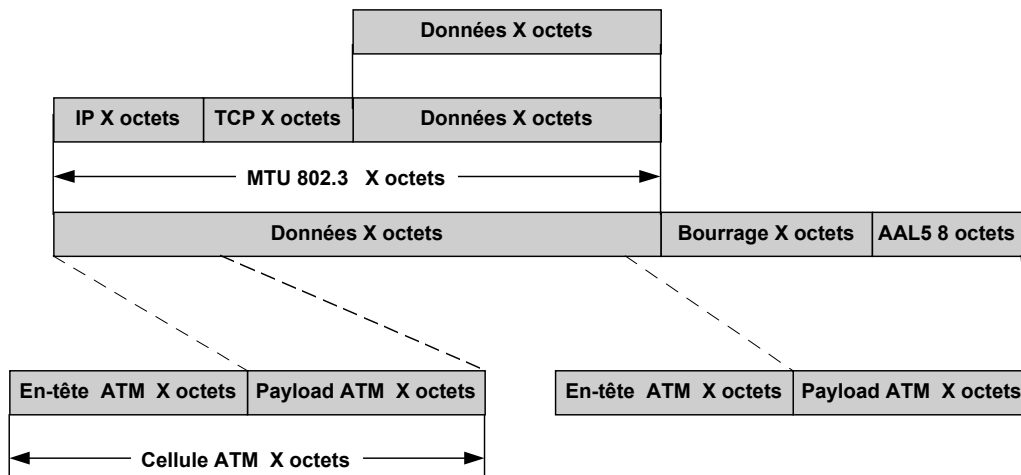 Données X octets
IP X octets TCP X octets Données X octets
MTU 802.3 X octets
Données X octets Bourrage X octets AAL5 8 octets
En-tête ATM X octets Payload ATM X octets En-tête ATM X octets Payload ATM X octets
Cellule ATM X octets